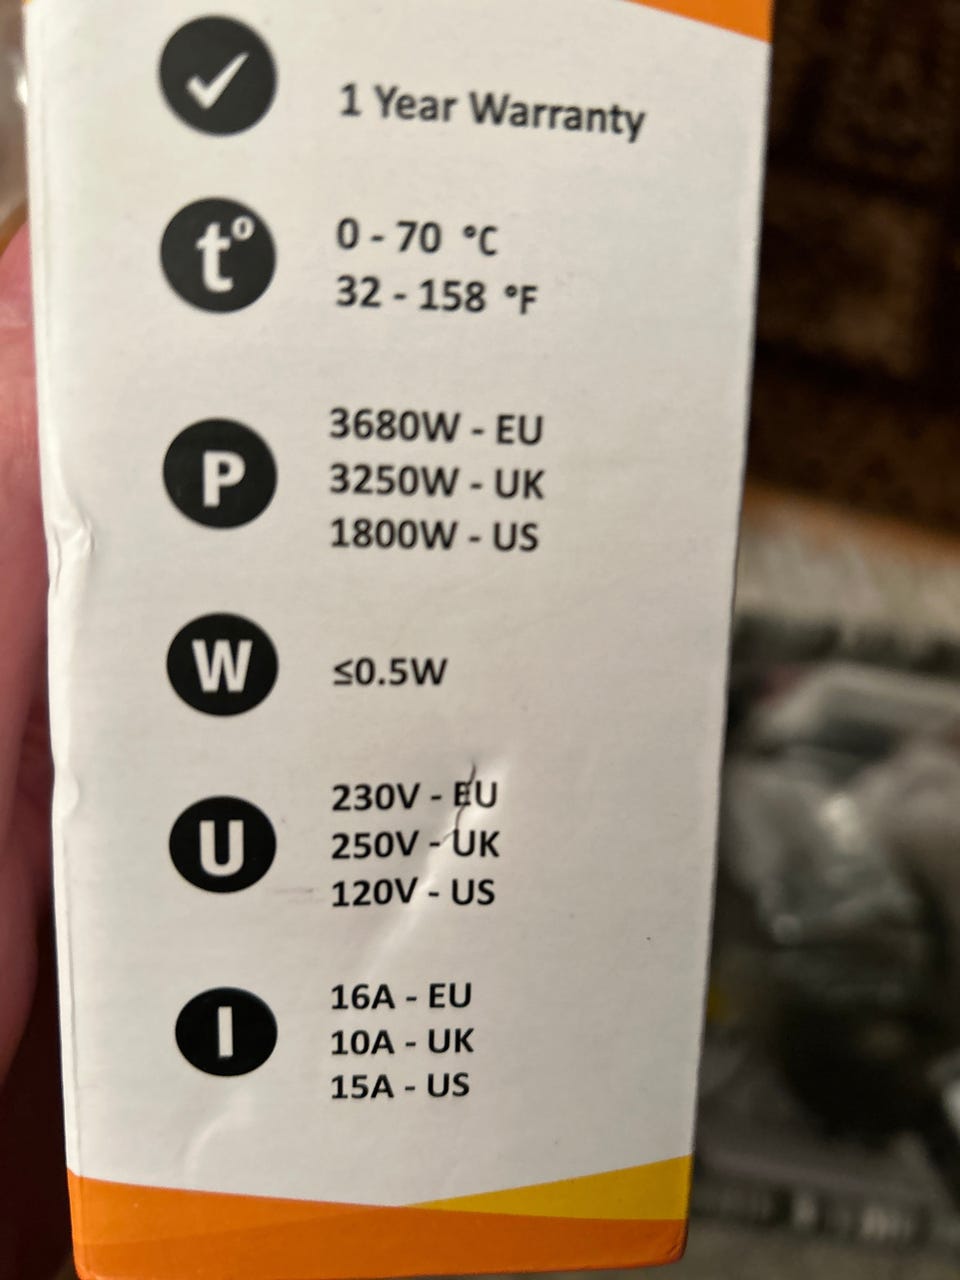 1 Year Warranty
t°
0 - 70 °C
32 - 158 °F
P
3680W - EU
3250W - UK
1800W - US
W
≤0.5W
U
230V - EU
250V - UK
120V - US
I
16A - EU
10A - UK
15A - US